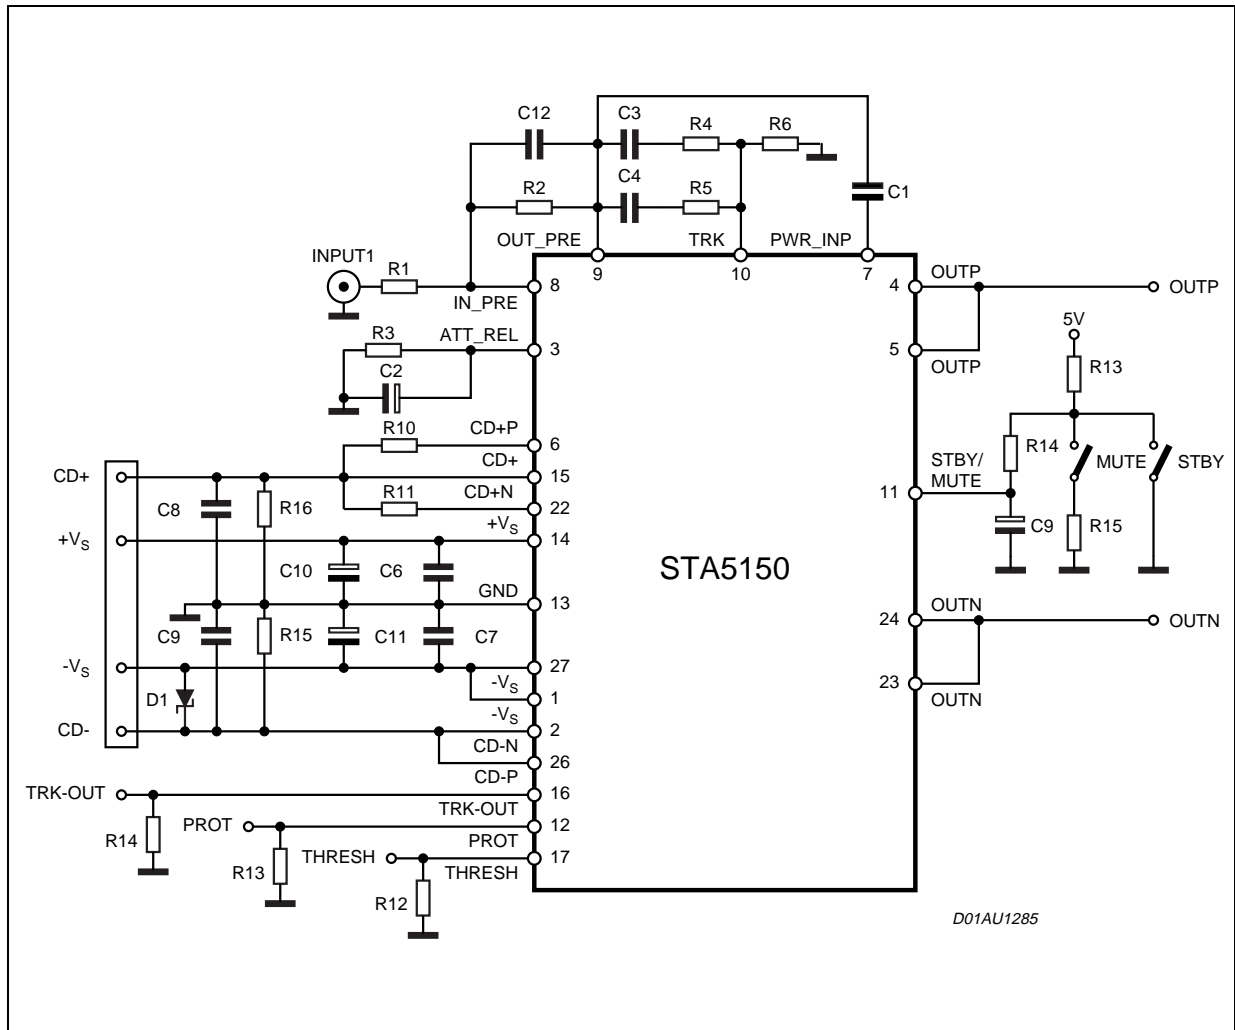 C12
C3
R4
R6
C4
R2
R5
C1
OUT_PRE
TRK
PWR_INP
INPUT1
R1
9
10
7
8
IN_PRE
4
OUTP
OUTP
R3
ATT_REL
3
C2
5
OUTP
5V
R13
R10
CD+P
6
CD+
CD+
15
R11
CD+N
22
C8
R16
R14
MUTE
STBY
STBY/
MUTE
11
C9
R15
+VS
+VS
14
C10
C6
STA5150
GND
13
C9
R15
C11
C7
OUTN
24
OUTN
-VS
27
-VS
1
23
OUTN
D1
-VS
CD-
2
CD-N
26
CD-P
TRK-OUT
16
TRK-OUT
R14
PROT
12
PROT
R13
THRESH
17
THRESH
R12
D01AU1285